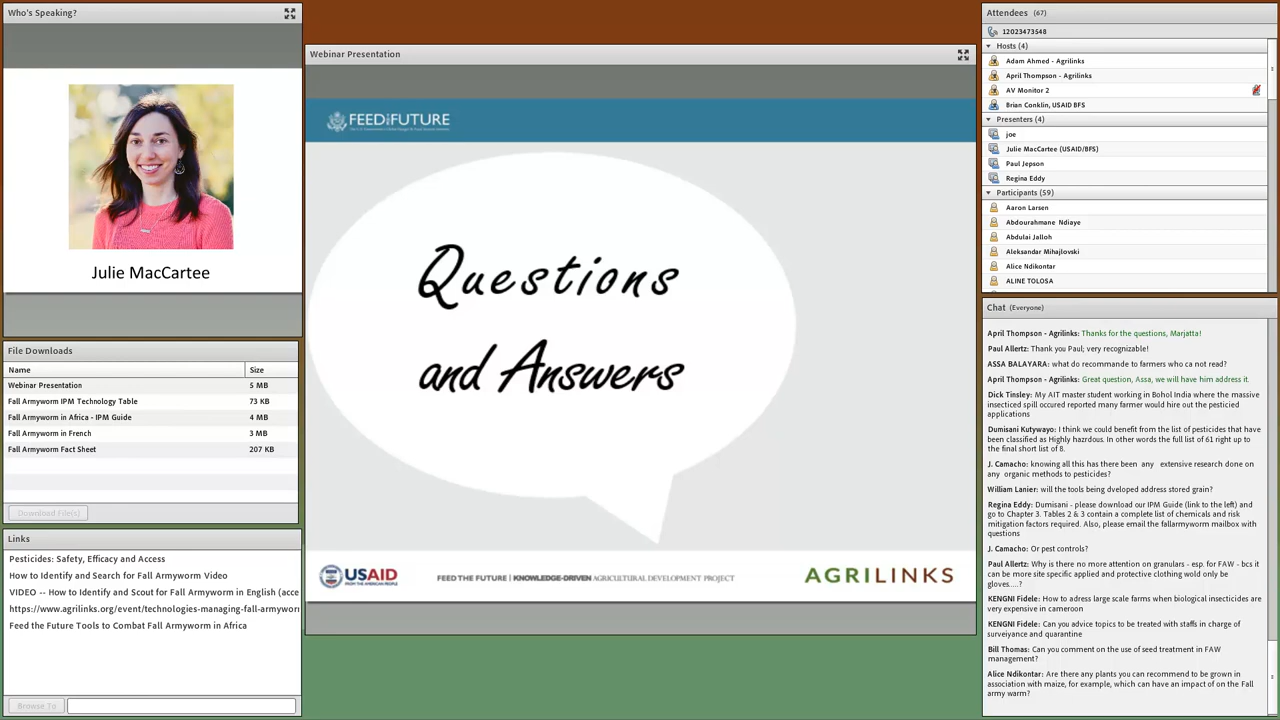 Who's Speaking?
Julie MacCartee
File Downloads
Name Size
Webinar Presentation 5 MB
Fall Armyworm IPM Technology Table 73 KB
Fall Armyworm in Africa - IPM Guide 4 MB
Fall Armyworm in French 3 MB
Fall Armyworm Fact Sheet 207 KB
Download File(s)
Links
Pesticides: Safety, Efficacy and Access
How to Identify and Search for Fall Armyworm Video
VIDEO -- How to Identify and Scout for Fall Armyworm in English (acce
https://www.agrilinks.org/event/technologies-managing-fall-armywor
Feed the Future Tools to Combat Fall Armyworm in Africa
Browse To
Webinar Presentation
FEED THE FUTURE
Questions
and Answers
USAID
FROM THE AMERICAN PEOPLE
FEED THE FUTURE | KNOWLEDGE-DRIVEN AGRICULTURAL DEVELOPMENT PROJECT
AGRILINKS
Attendees (67)
12023473548
Hosts (4)
Adam Ahmed - Agrilinks
April Thompson - Agrilinks
AV Monitor 2
Brian Conklin, USAID BFS
Presenters (4)
joe
Julie MacCartee (USAID/BFS)
Paul Jepson
Regina Eddy
Participants (59)
Aaron Larsen
Abdourahmane Ndiaye
Abdulai Jalloh
Aleksandar Mihajlovski
Alice Ndikontar
ALINE TOLOSA
Chat (Everyone)
April Thompson - Agrilinks: Thanks for the questions, Marjatta!
Paul Allertz: Thank you Paul; very recognizable!
ASSA BALAYARA: what do recommande to farmers who ca not read?
April Thompson - Agrilinks: Great question, Assa, we will have him address it.
Dick Tinsley: My AIT master student working in Bohol India where the massive
insecticed spill occured reported many farmer would hire out the pesticied
applications
Dumisani Kutywayo: I think we could benefit from the list of pesticides that have
been classified as Highly hazrdous. In other words the full list of 61 right up to
the final short list of 8.
J. Camacho: knowing all this has there been any extensive research done on
any organic methods to pesticides?
William Lanier: will the tools being dveloped address stored grain?
Regina Eddy: Dumisani - please download our IPM Guide (link to the left) and
go to Chapter 3. Tables 2 & 3 contain a complete list of chemicals and risk
mitigation factors required. Also, please email the fallarmyworm mailbox with
questions
J. Camacho: Or pest controls?
Paul Allertz: Why is there no more attention on granulars - esp. for FAW - bcs it
can be more site specific applied and protective clothing wold only be
gloves....?
KENGNI Fidele: How to adress large scale farms when biological insecticides are
very expensive in cameroon
KENGNI Fidele: Can you advice topics to be treated with staffs in charge of
surveiyance and quarantine
Bill Thomas: Can you comment on the use of seed treatment in FAW
management?
Alice Ndikontar: Are there any plants you can recommend to be grown in
association with maize, for example, which can have an impact of on the Fall
army warm?